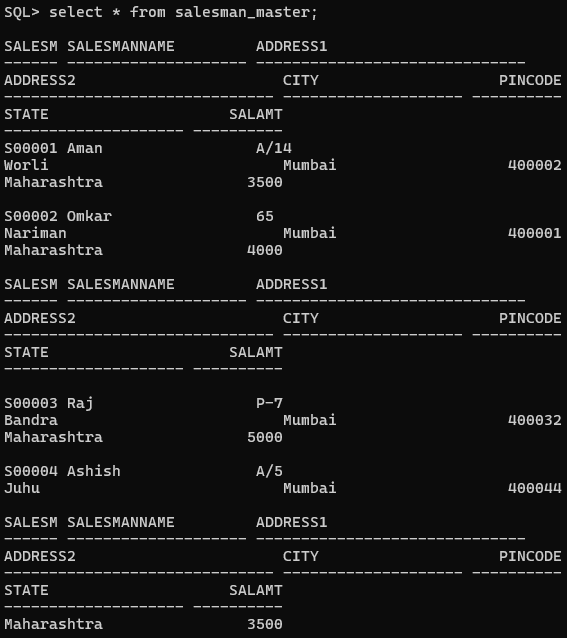 SQL> select * from salesman_master;
SALESM SALESMANNAME         ADDRESS1
------ -------------------- ------------------------------
ADDRESS2                       CITY                    PINCODE
------------------------------ -------------------- ----------
STATE                    SALAMT
-------------------- ----------
S00001 Aman                 A/14
Worli                          Mumbai                   400002
Maharashtra                3500
S00002 Omkar                65
Nariman                        Mumbai                   400001
Maharashtra                4000
SALESM SALESMANNAME         ADDRESS1
------ -------------------- ------------------------------
ADDRESS2                       CITY                    PINCODE
------------------------------ -------------------- ----------
STATE                    SALAMT
-------------------- ----------
S00003 Raj                  P-7
Bandra                         Mumbai                   400032
Maharashtra                5000
S00004 Ashish               A/5
Juhu                           Mumbai                   400044
SALESM SALESMANNAME         ADDRESS1
------ -------------------- ------------------------------
ADDRESS2                       CITY                    PINCODE
------------------------------ -------------------- ----------
STATE                    SALAMT
-------------------- ----------
Maharashtra                3500